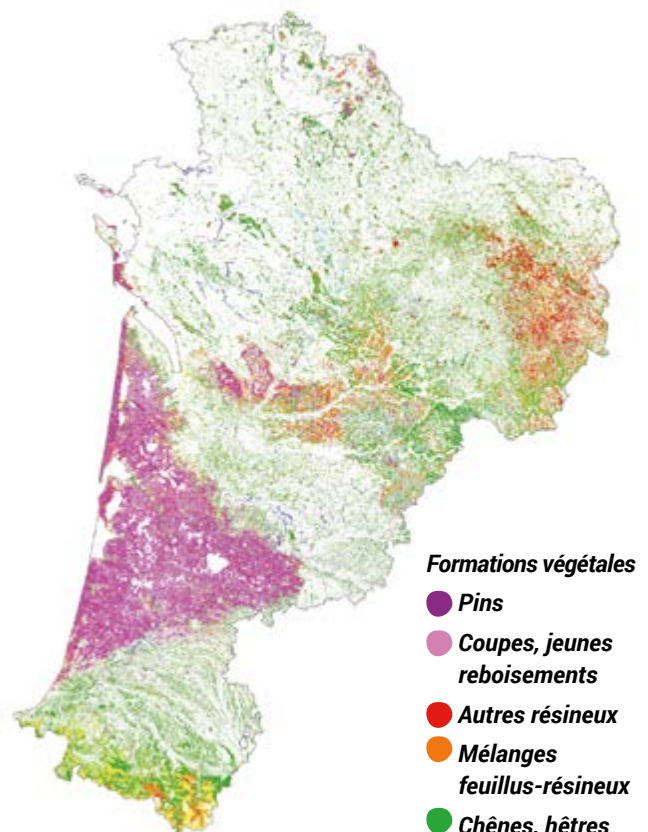 Formations végétales
Pins
Coupes, jeunes
reboisements
Autres résineux
Mélanges
feuillus-résineux
Chênes, hêtres